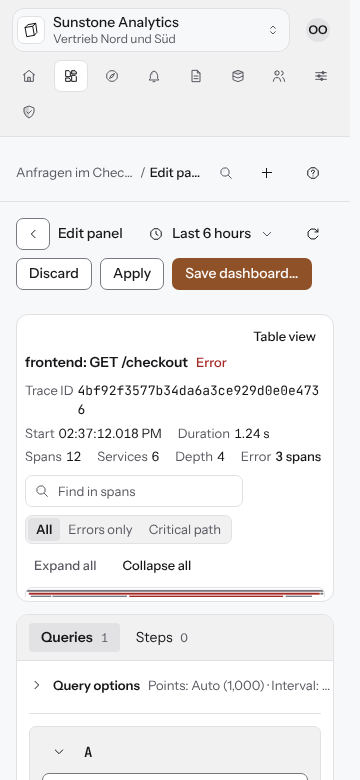 Sunstone Analytics
Vertrieb Nord und Süd
OO
Anfragen im Chec... / Edit pa...
Edit panel
Last 6 hours
Discard
Apply
Save dashboard...
Table view
frontend: GET /checkout Error
Trace ID 4bf92f3577b34da6a3ce929d0e0e473
6
Start 02:37:12.018 PM Duration 1.24 s
Spans 12 Services 6 Depth 4 Error 3 spans
Find in spans
All Errors only Critical path
Expand all Collapse all
Queries 1 Steps 0
Query options Points: Auto (1,000) · Interval: ...
A